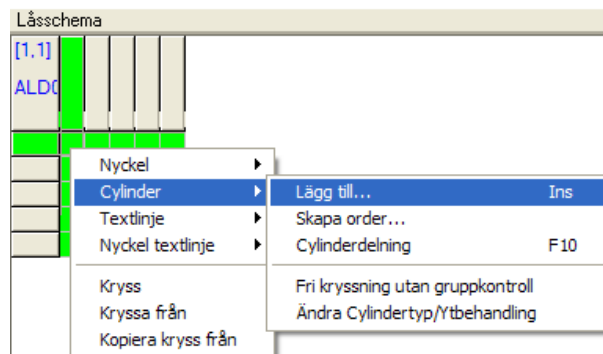 Låsschema
[1,1]
Nyckel
Cylinder
Lägg till... Ins
Textlinje
Skapa order...
Nyckel textlinje
Cylinderdelning F10
Kryss
Fri kryssning utan gruppkontroll
Kryssa från
Ändra Cylindertyp/Ytbehandling
Kopiera kryss från